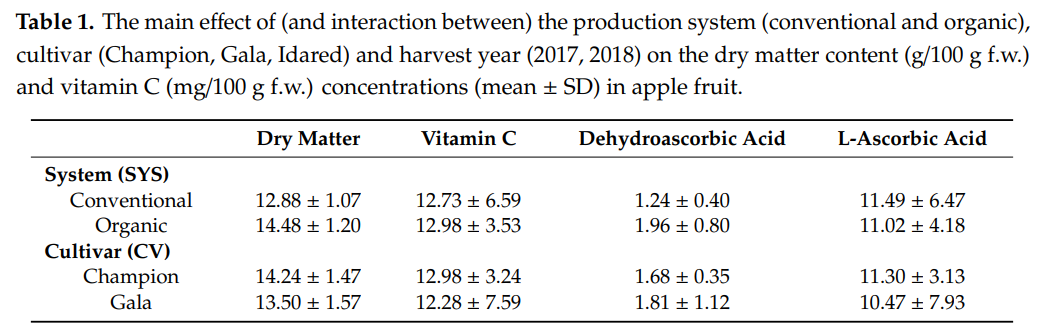 Table 1. The main effect of (and interaction between) the production system (conventional and organic),
cultivar (Champion, Gala, Idared) and harvest year (2017, 2018) on the dry matter content (g/100 g f.w.)
and vitamin C (mg/100 g f.w.) concentrations (mean ± SD) in apple fruit.
Dry Matter Vitamin C Dehydroascorbic Acid L-Ascorbic Acid
System (SYS)
Conventional 12.88 ± 1.07 12.73 ± 6.59 1.24 ± 0.40 11.49 ± 6.47
Organic 14.48 ± 1.20 12.98 ± 3.53 1.96 ± 0.80 11.02 ± 4.18
Cultivar (CV)
Champion 14.24 ± 1.47 12.98 ± 3.24 1.68 ± 0.35 11.30 ± 3.13
Gala 13.50 ± 1.57 12.28 ± 7.59 1.81 ± 1.12 10.47 ± 7.93